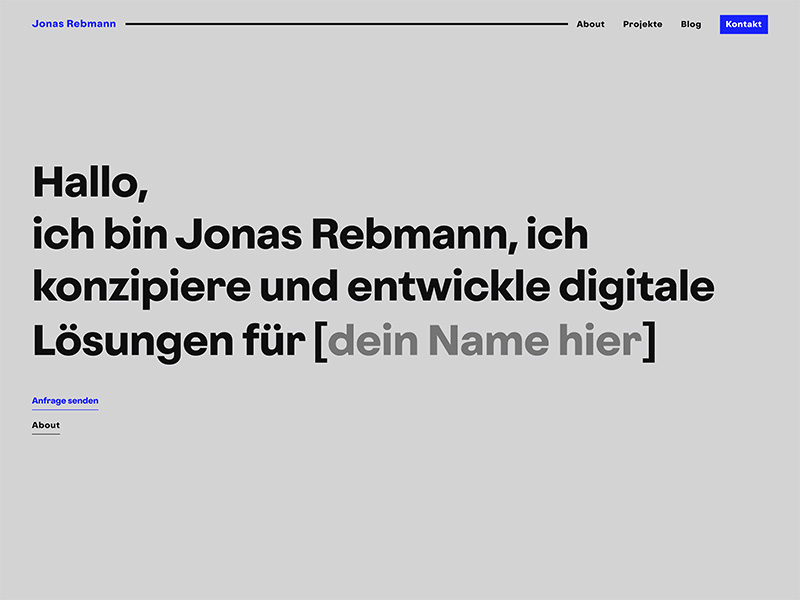 Jonas Rebmann
About
Projekte
Blog
Kontakt
Hallo,
ich bin Jonas Rebmann, ich
konzipiere und entwickle digitale
Lösungen für [dein Name hier]
Anfrage senden
About